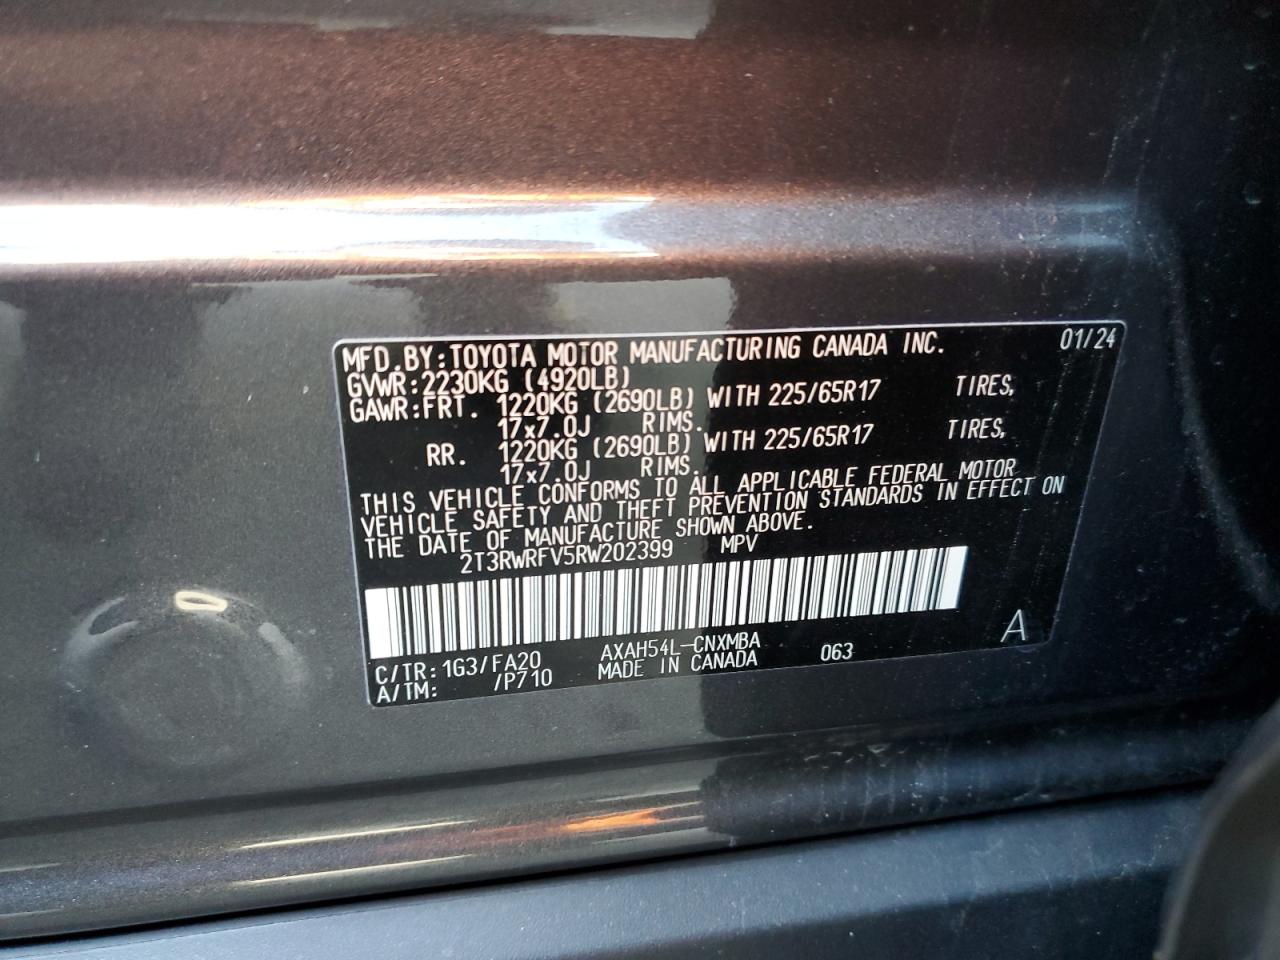 MFD.BY:TOYOTA MOTOR MANUFACTURING CANADA INC. 01/24
GVWR:2230KG (4920LB)
GAWR:FRT. 1220KG (2690LB) WITH 225/65R17 TIRES,
17x7.0J RIMS.
RR. 1220KG (2690LB) WITH 225/65R17 TIRES,
17x7.0J RIMS.
THIS VEHICLE CONFORMS TO ALL APPLICABLE FEDERAL MOTOR
VEHICLE SAFETY AND THEFT PREVENTION STANDARDS IN EFFECT ON
THE DATE OF MANUFACTURE SHOWN ABOVE.
2T3RWRFV5RW202399 MPV
C/TR: 1G3/FA20 AXAH54L-CNXMBA 063 A
A/TM: /P710 MADE IN CANADA